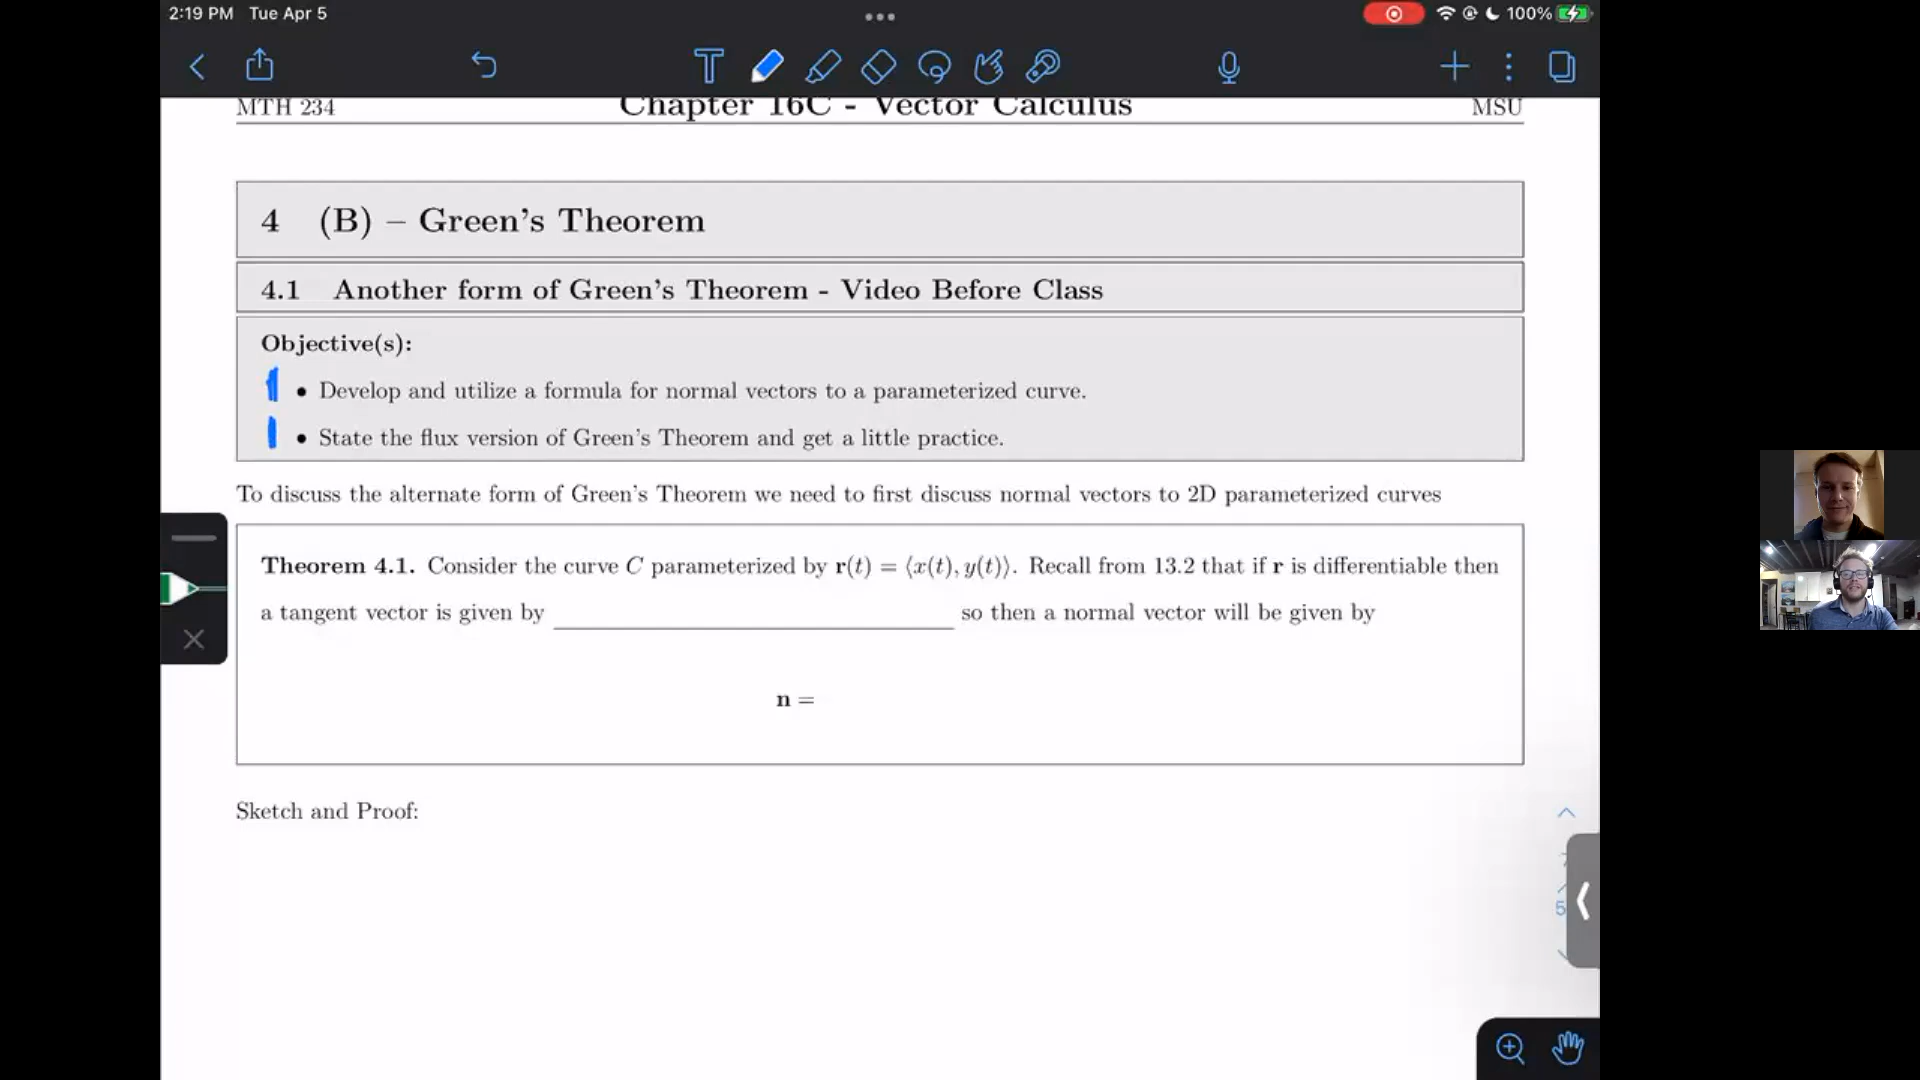 2:19 PM Tue Apr 5
100%
MTH 234 Chapter 16C - Vector Calculus MSU
4 (B) – Green's Theorem
4.1 Another form of Green's Theorem - Video Before Class
Objective(s):
• Develop and utilize a formula for normal vectors to a parameterized curve.
• State the flux version of Green's Theorem and get a little practice.
To discuss the alternate form of Green's Theorem we need to first discuss normal vectors to 2D parameterized curves
Theorem 4.1. Consider the curve C parameterized by r(t) = ⟨x(t), y(t)⟩. Recall from 13.2 that if r is differentiable then
a tangent vector is given by ____________________ so then a normal vector will be given by
n =
Sketch and Proof: